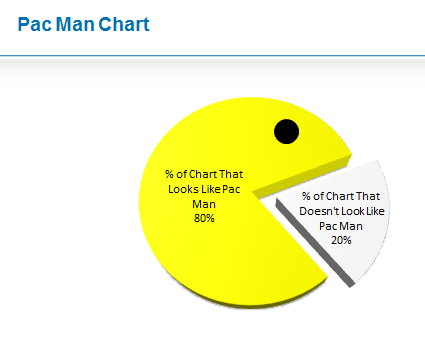 Pac Man Chart
% of Chart That
Looks Like Pac
Man
80%
% of Chart That
Doesn't Look Like
Pac Man
20%